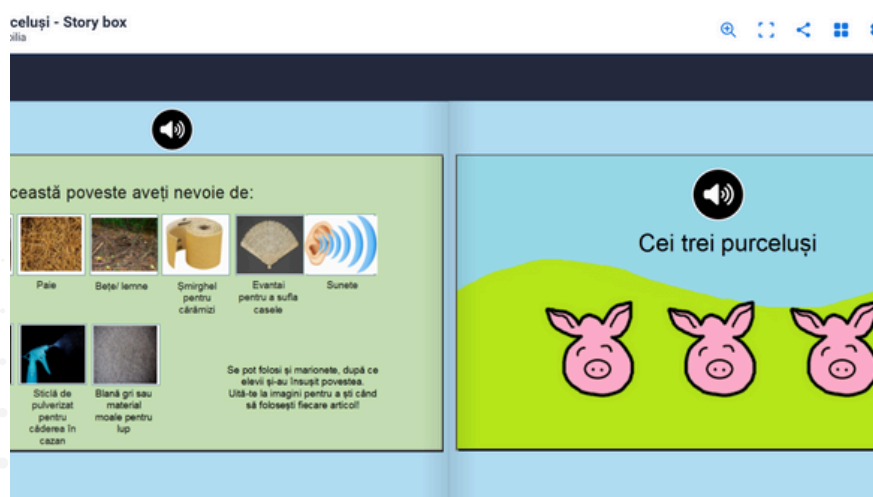 celuși - Story box
bilia
cească poveste aveți nevoie de:
Paie
Bețe/ lemne
Șmirghel
pentru
cărămizi
Evantai
pentru a sufla
casele
Sunete
Sticlă de
pulverizat
pentru
căderea în
cazan
Blană gri sau
material
moale pentru
lup
Se pot folosi și marionete, după ce
elevii și-au însușit povestea.
Uită-te la imagini pentru a ști când
să folosești fiecare articol!
Cei trei purceluși